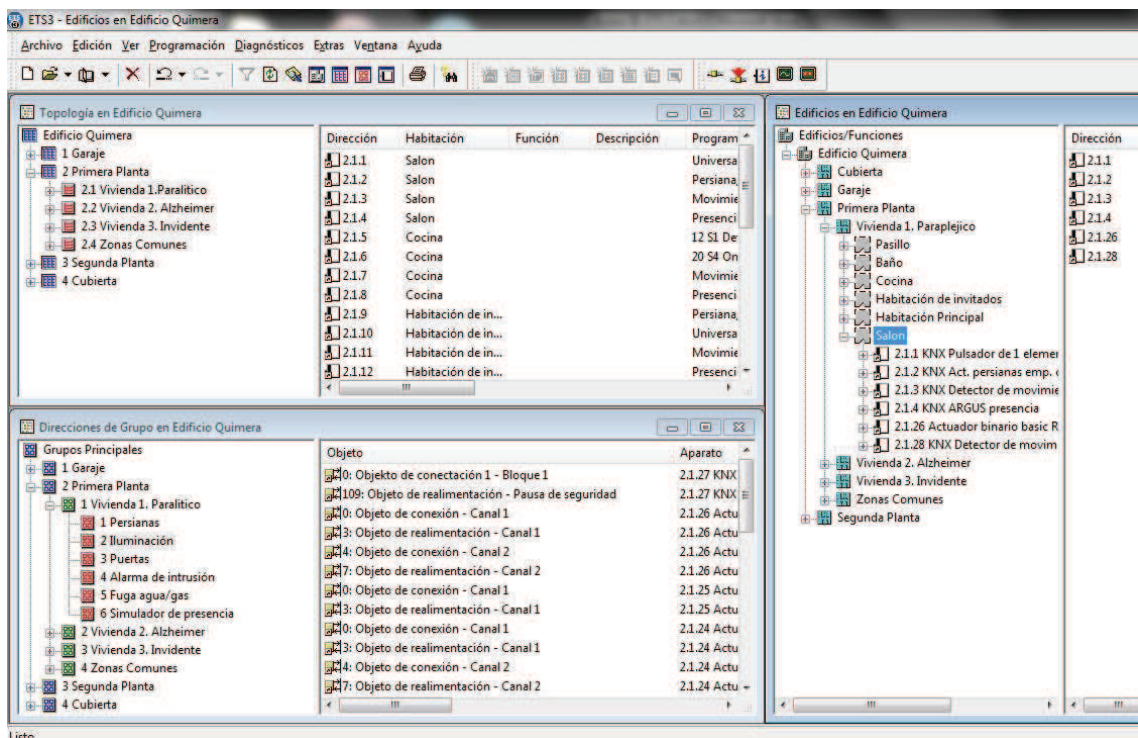 ETS3 - Edificios en Edificio Quimera
Archivo Edición Ver Programación Diagnósticos Extras Ventana Ayuda
Topología en Edificio Quimera
Edificio Quimera
1 Garaje
2 Primera Planta
2.1 Vivienda 1.Paralitico
2.2 Vivienda 2. Alzheimer
2.3 Vivienda 3. Invidente
2.4 Zonas Comunes
3 Segunda Planta
4 Cubierta
Dirección Habitación Función Descripción Program
2.1.1 Salon Universa
2.1.2 Salon Persiana,
2.1.3 Salon Movimie
2.1.4 Salon Presenci
2.1.5 Cocina 12 S1 De
2.1.6 Cocina 20 S4 On
2.1.7 Cocina Movimie
2.1.8 Cocina Presenci
2.1.9 Habitación de in... Persiana,
2.1.10 Habitación de in... Universa
2.1.11 Habitación de in... Movimie
2.1.12 Habitación de in... Presenci
Direcciones de Grupo en Edificio Quimera
Grupos Principales
1 Garaje
2 Primera Planta
1 Vivienda 1. Paralitico
1 Persianas
2 Iluminación
3 Puertas
4 Alarma de intrusión
5 Fuga agua/gas
6 Simulador de presencia
2 Vivienda 2. Alzheimer
3 Vivienda 3. Invidente
4 Zonas Comunes
3 Segunda Planta
4 Cubierta
Objeto Aparato
0: Objekto de conectación 1 - Bloque 1 2.1.27 KNX
109: Objeto de realimentación - Pausa de seguridad 2.1.27 KNX
0: Objeto de conexión - Canal 1 2.1.26 Actu
3: Objeto de realimentación - Canal 1 2.1.26 Actu
4: Objeto de conexión - Canal 2 2.1.26 Actu
7: Objeto de realimentación - Canal 2 2.1.26 Actu
0: Objeto de conexión - Canal 1 2.1.25 Actu
3: Objeto de realimentación - Canal 1 2.1.25 Actu
0: Objeto de conexión - Canal 1 2.1.24 Actu
3: Objeto de realimentación - Canal 1 2.1.24 Actu
4: Objeto de conexión - Canal 2 2.1.24 Actu
7: Objeto de realimentación - Canal 2 2.1.24 Actu
Edificios en Edificio Quimera
Edificios/Funciones
Edificio Quimera
Cubierta
Garaje
Primera Planta
Vivienda 1. Paraplejico
Pasillo
Baño
Cocina
Habitación de invitados
Habitación Principal
Salon
2.1.1 KNX Pulsador de 1 elemer
2.1.2 KNX Act. persianas emp. c
2.1.3 KNX Detector de movimie
2.1.4 KNX ARGUS presencia
2.1.26 Actuador binario basic R
2.1.28 KNX Detector de movim
Vivienda 2. Alzheimer
Vivienda 3. Invidente
Zonas Comunes
Segunda Planta
Dirección
2.1.1
2.1.2
2.1.3
2.1.4
2.1.26
2.1.28
Listo